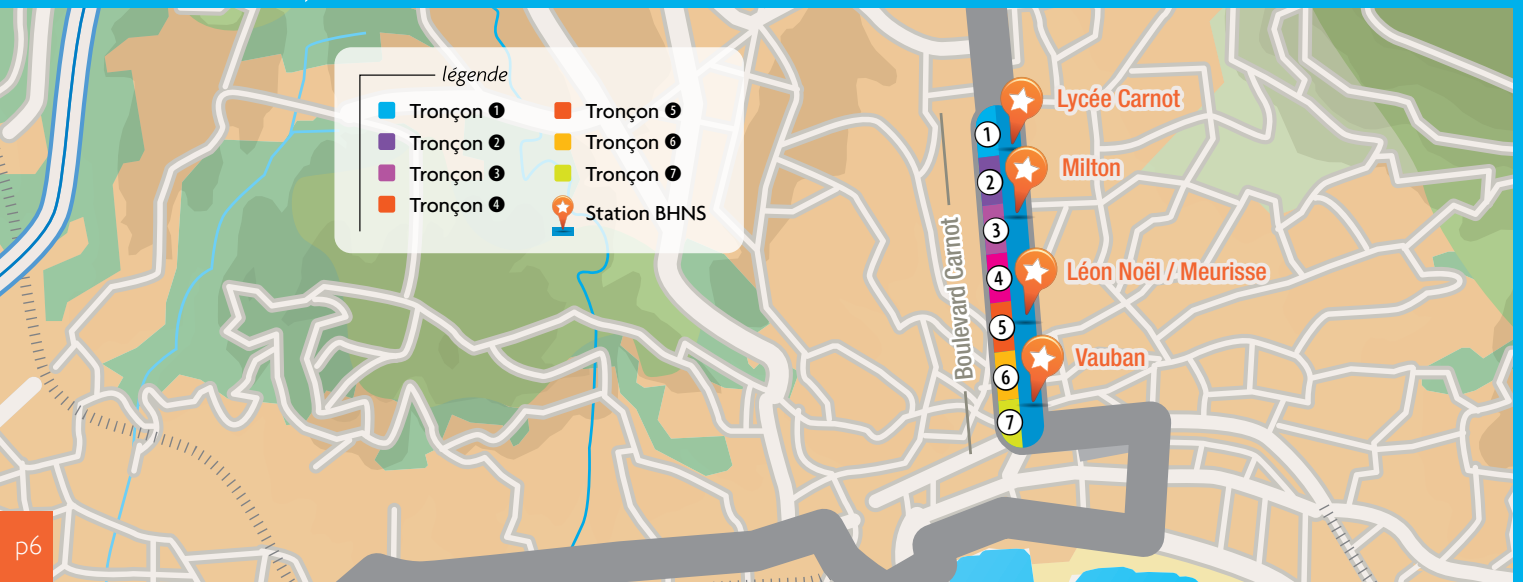 légende
Tronçon ❶
Tronçon ❷
Tronçon ❸
Tronçon ❹
Tronçon ❺
Tronçon ❻
Tronçon ❼
Station BHNS
Boulevard Carnot
1
2
3
4
5
6
7
Lycée Carnot
Milton
Léon Noël / Meurisse
Vauban
p6